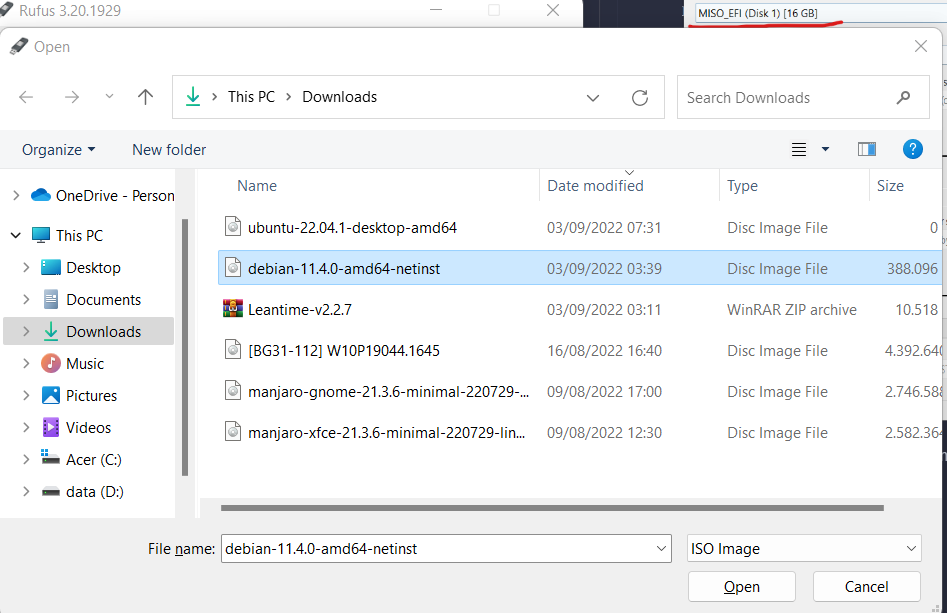 Rufus 3.20.1929
MISO_EFI (Disk 1) [16 GB]
Open
This PC > Downloads
Search Downloads
Organize New folder
Name Date modified Type Size
OneDrive - Person
This PC
Desktop
Documents
Downloads
Music
Pictures
Videos
Acer (C:)
data (D:)
ubuntu-22.04.1-desktop-amd64 03/09/2022 07:31 Disc Image File 0
debian-11.4.0-amd64-netinst 03/09/2022 03:39 Disc Image File 388.096
Leantime-v2.2.7 03/09/2022 03:11 WinRAR ZIP archive 10.518
[BG31-112] W10P19044.1645 16/08/2022 16:40 Disc Image File 4.392.640
manjaro-gnome-21.3.6-minimal-220729-... 09/08/2022 17:00 Disc Image File 2.746.588
manjaro-xfce-21.3.6-minimal-220729-lin... 09/08/2022 12:30 Disc Image File 2.582.364
File name: debian-11.4.0-amd64-netinst ISO Image
Open Cancel